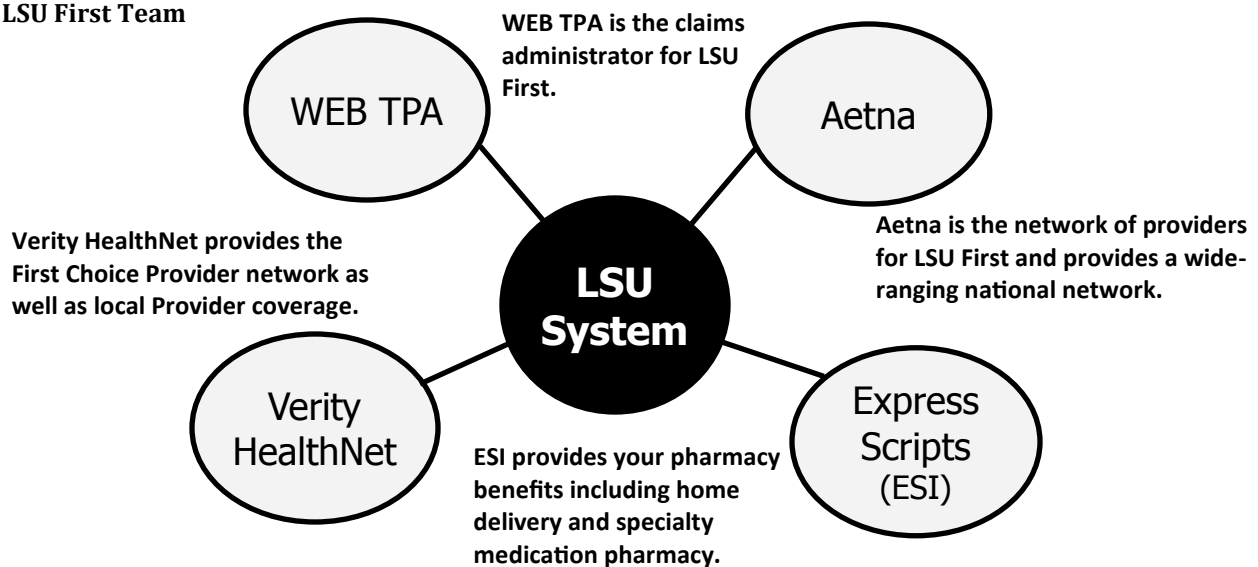 LSU First Team
WEB TPA is the claims
administrator for LSU
First.
WEB TPA
Aetna
Verity HealthNet provides the
First Choice Provider network as
well as local Provider coverage.
Aetna is the network of providers
for LSU First and provides a wide-
ranging national network.
LSU
System
Verity
HealthNet
Express
Scripts
(ESI)
ESI provides your pharmacy
benefits including home
delivery and specialty
medication pharmacy.